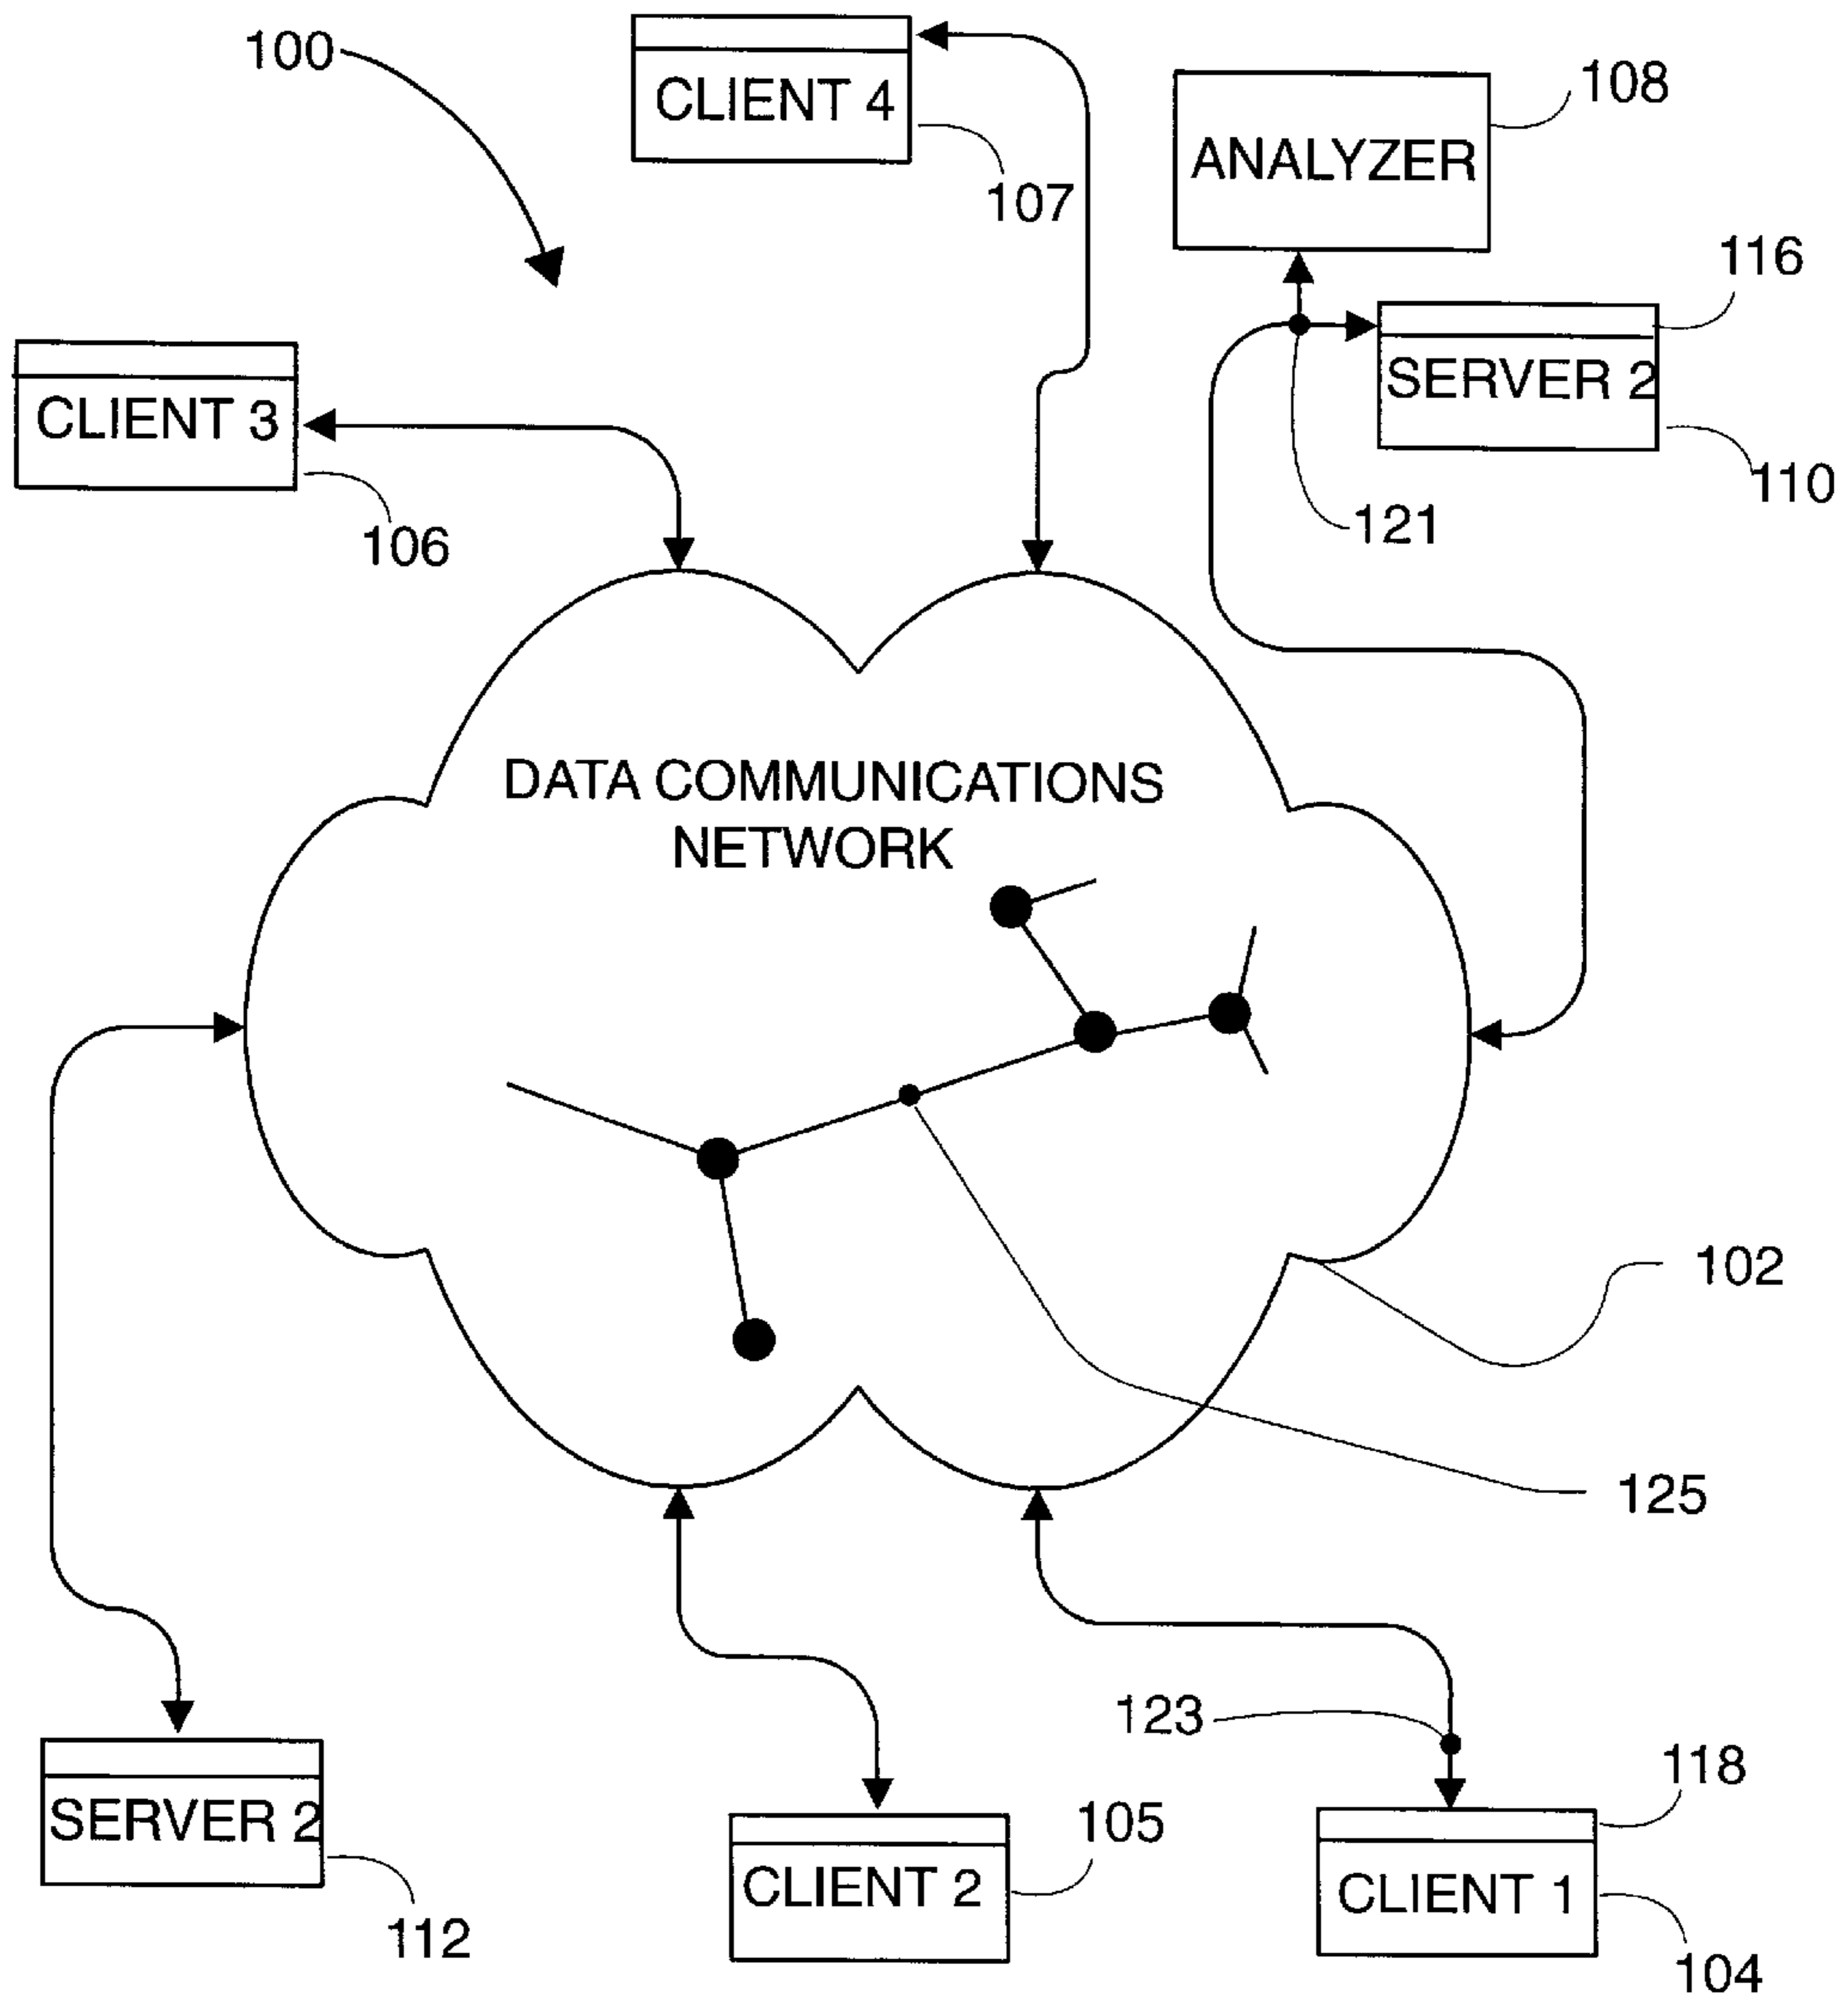 100
CLIENT 4
107
ANALYZER
108
116
SERVER 2
110
121
CLIENT 3
106
DATA COMMUNICATIONS
NETWORK
102
125
123
118
SERVER 2
112
CLIENT 2
105
CLIENT 1
104